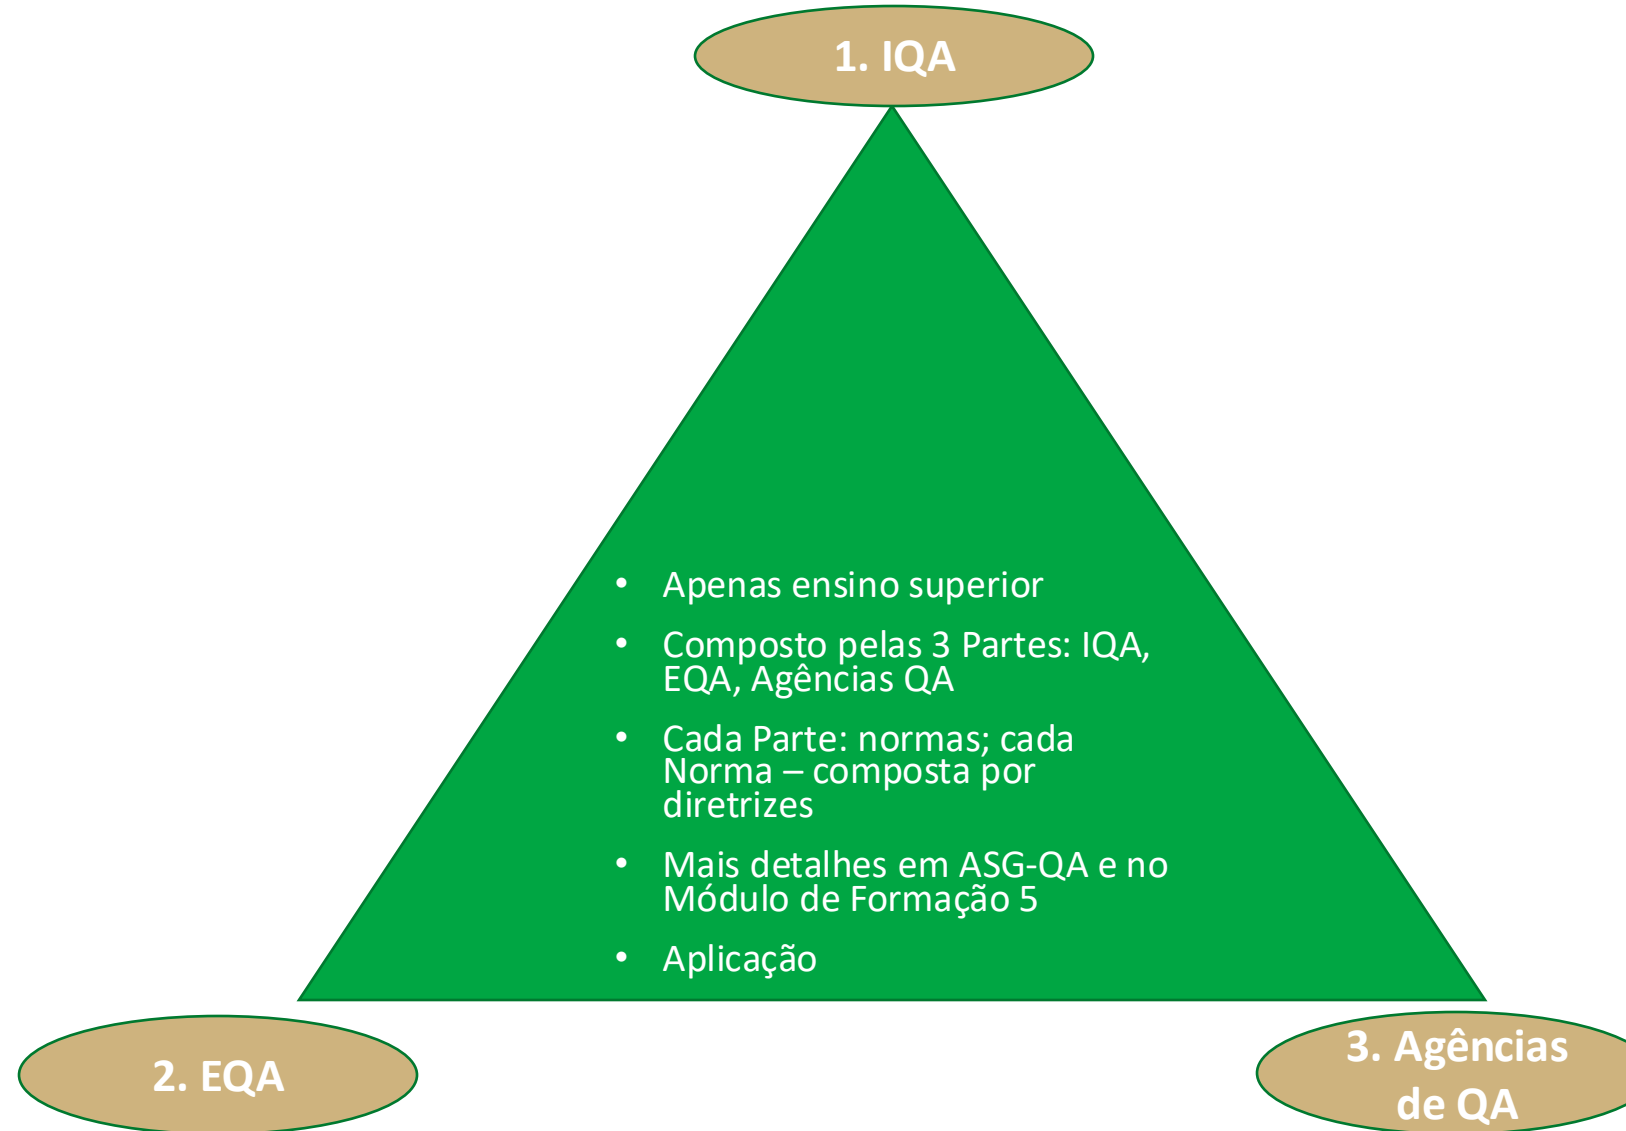 1. IQA
• Apenas ensino superior
• Composto pelas 3 Partes: IQA,
EQA, Agências QA
• Cada Parte: normas; cada
Norma – composta por
diretrizes
• Mais detalhes em ASG-QA e no
Módulo de Formação 5
• Aplicação
2. EQA
3. Agências
de QA